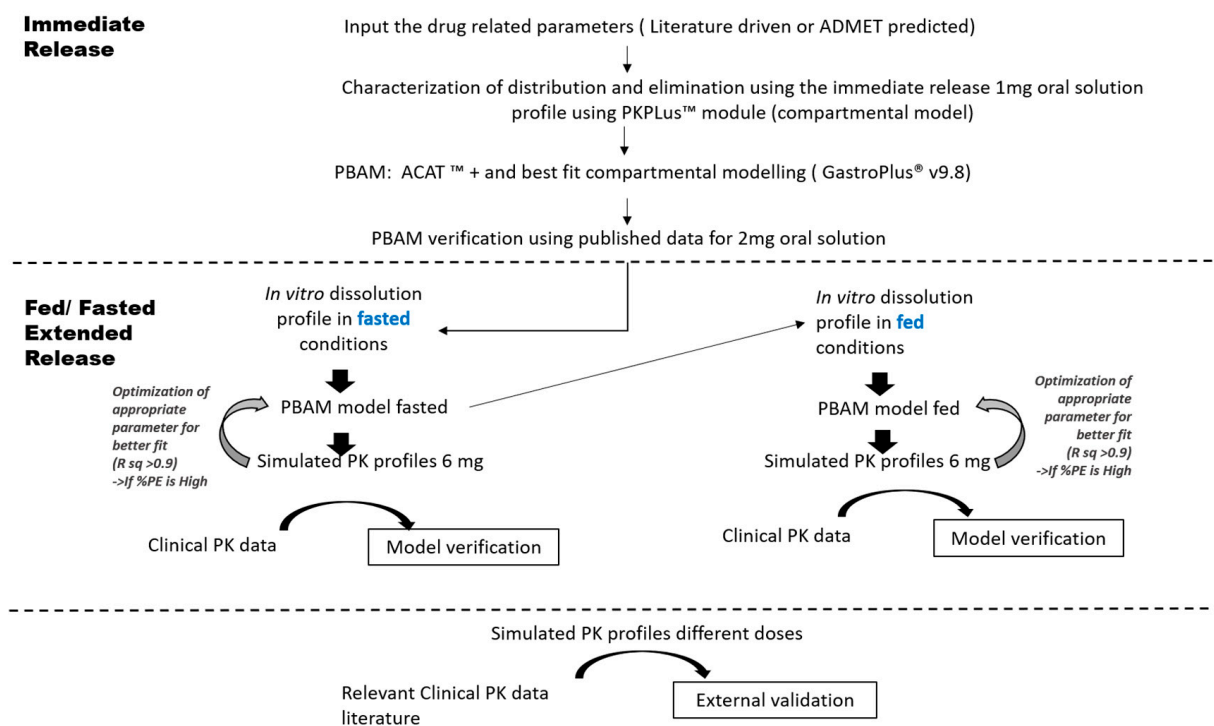 Immediate
Release
Input the drug related parameters ( Literature driven or ADMET predicted)
Characterization of distribution and elimination using the immediate release 1mg oral solution
profile using PKPLus™ module (compartmental model)
PBAM:  ACAT ™ + and best fit compartmental modelling ( GastroPlus® v9.8)
PBAM verification using published data for 2mg oral solution
Fed/ Fasted
Extended
Release
In vitro dissolution
profile in fasted
conditions
Optimization of
appropriate
parameter for
better fit
(R sq >0.9)
->If %PE is High
PBAM model fasted
Simulated PK profiles 6 mg
Clinical PK data
Model verification
In vitro dissolution
profile in fed
conditions
Optimization of
appropriate
parameter for
better fit
(R sq >0.9)
->If %PE is High
PBAM model fed
Simulated PK profiles 6 mg
Clinical PK data
Model verification
Simulated PK profiles different doses
Relevant Clinical PK data
literature
External validation